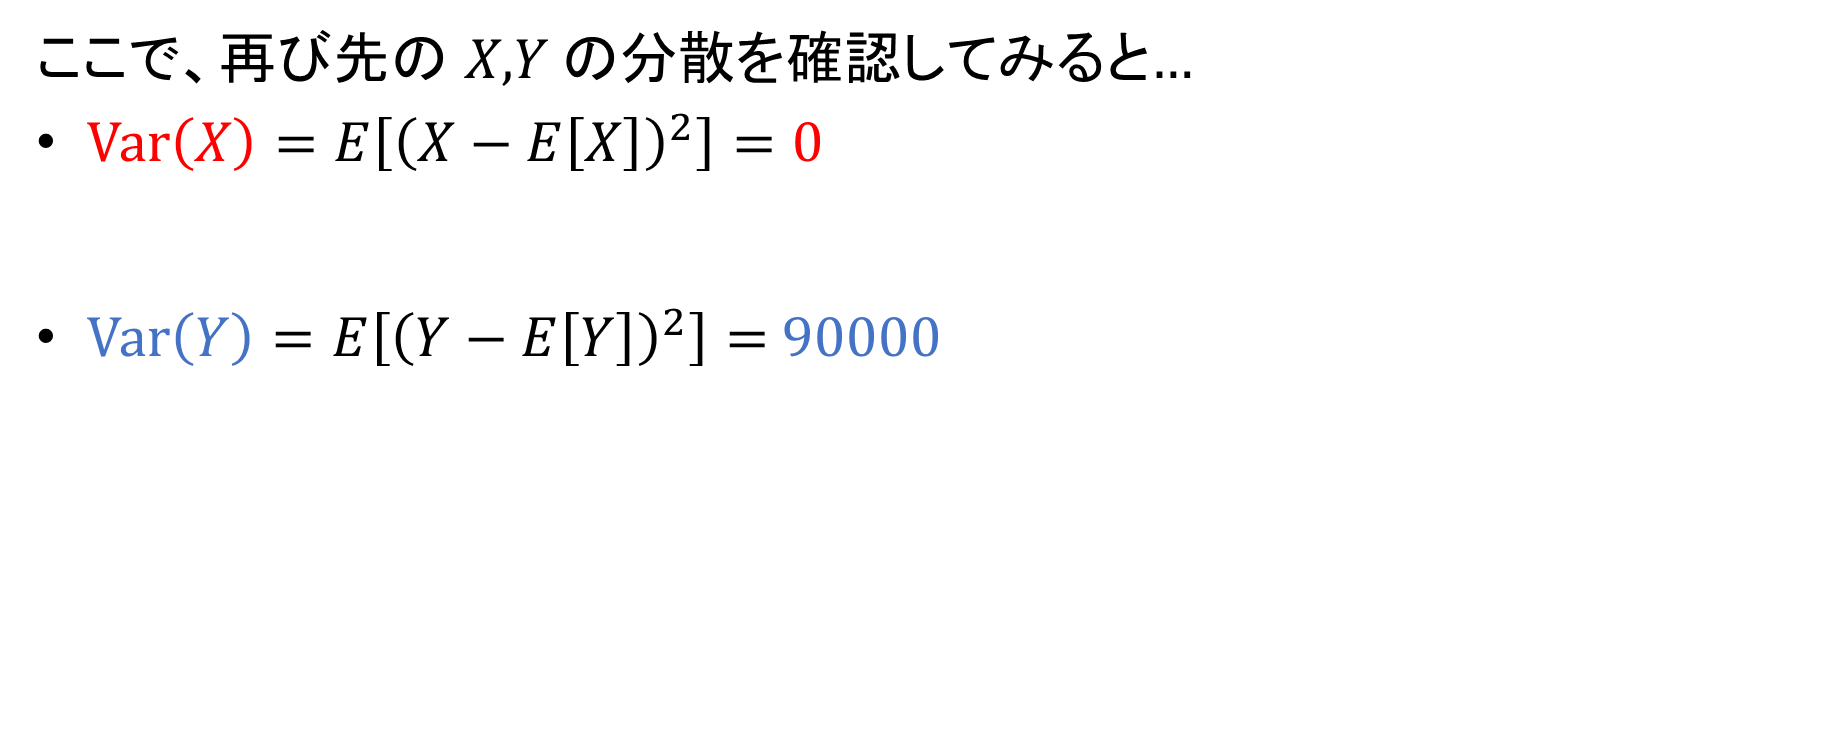 ここで、再び先の X,Y の分散を確認してみると…
• Var(X) = E[(X − E[X])²] = 0
• Var(Y) = E[(Y − E[Y])²] = 90000